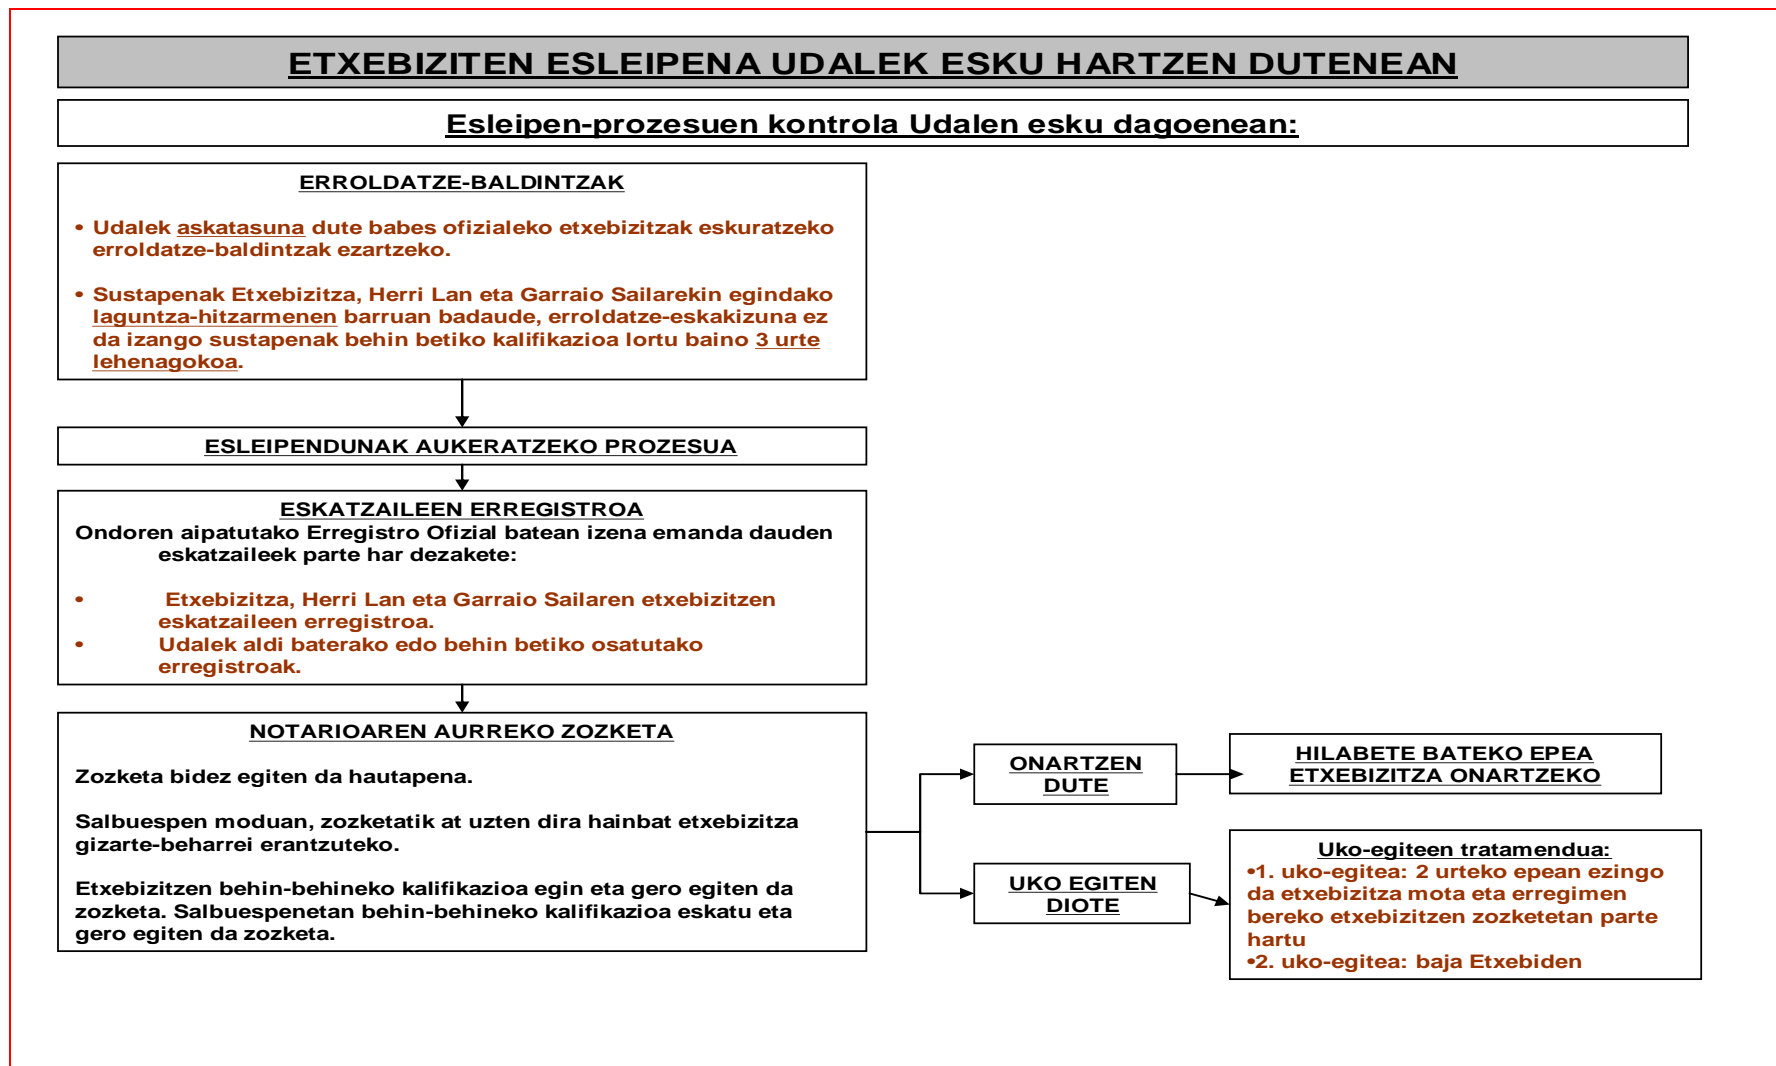 ETXEBIZITEN ESLEIPENA UDALEK ESKU HARTZEN DUTENEAN
Esleipen-prozesuen kontrola Udalen esku dagoenean:
ERROLDATZE-BALDINTZAK
• Udalek askatasuna dute babes ofizialeko etxebizitzak eskuratzeko
erroldatze-baldintzak ezartzeko.
• Sustapenak Etxebizitza, Herri Lan eta Garraio Sailarekin egindako
laguntza-hitzarmenen barruan badaude, erroldatze-eskakizuna ez
da izango sustapenak behin betiko kalifikazioa lortu baino 3 urte
lehenagokoa.
ESLEIPENDUNAK AUKERATZEKO PROZESUA
ESKATZAILEEN ERREGISTROA
Ondoren aipatutako Erregistro Ofizial batean izena emanda dauden
eskatzaileek parte har dezakete:
• Etxebizitza, Herri Lan eta Garraio Sailaren etxebizitzen
eskatzaileen erregistroa.
• Udalek aldi baterako edo behin betiko osatutako
erregistroak.
NOTARIOAREN AURREKO ZOZKETA
Zozketa bidez egiten da hautapena.
Salbuespen moduan, zozketatik at uzten dira hainbat etxebizitza
gizarte-beharrei erantzuteko.
Etxebizitzen behin-behineko kalifikazioa egin eta gero egiten da
zozketa. Salbuespenetan behin-behineko kalifikazioa eskatu eta
gero egiten da zozketa.
ONARTZEN
DUTE
HILABETE BATEKO EPEA
ETXEBIZITZA ONARTZEKO
UKO EGITEN
DIOTE
Uko-egiteen tratamendua:
•1. uko-egitea: 2 urteko epean ezingo
da etxebizitza mota eta erregimen
bereko etxebizitzen zozketetan parte
hartu
•2. uko-egitea: baja Etxebiden